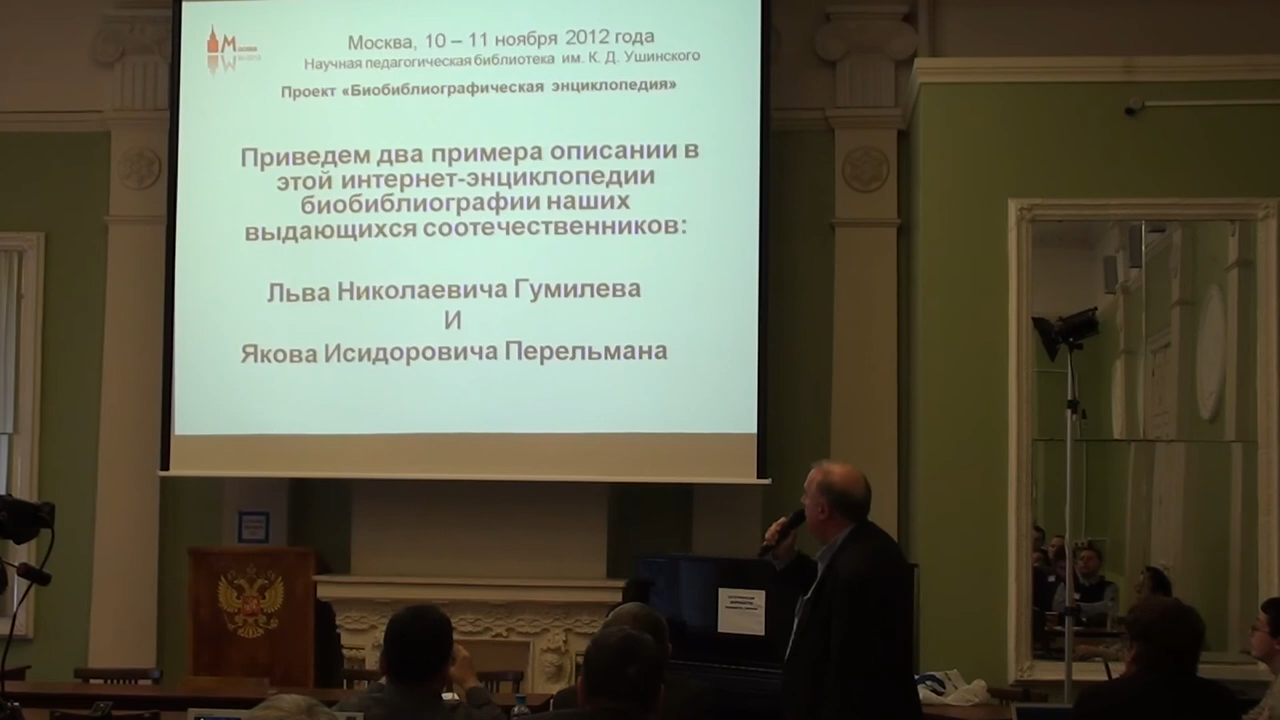 Москва, 10 – 11 ноября 2012 года
Научная педагогическая библиотека им. К. Д. Ушинского
Проект «Биобиблиографическая энциклопедия»
Приведем два примера описании в
этой интернет-энциклопедии
биобиблиографии наших
выдающихся соотечественников:
Льва Николаевича Гумилева
И
Якова Исидоровича Перельмана